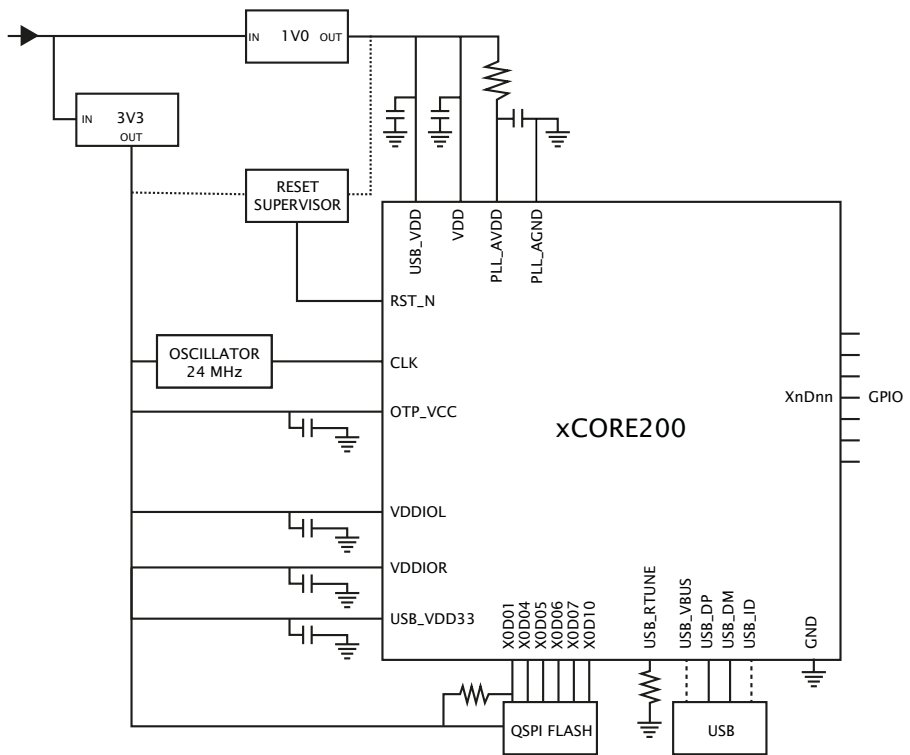 IN 1V0 OUT
IN 3V3
OUT
RESET
SUPERVISOR
USB_VDD
VDD
PLL_AVDD
PLL_AGND
RST_N
OSCILLATOR
24 MHz
CLK
OTP_VCC
XnDnn
GPIO
xCORE200
VDDIOL
VDDIOR
USB_VDD33
X0D01
X0D04
X0D05
X0D06
X0D07
X0D10
USB_RTUNE
USB_VBUS
USB_DP
USB_DM
USB_ID
GND
QSPI FLASH
USB